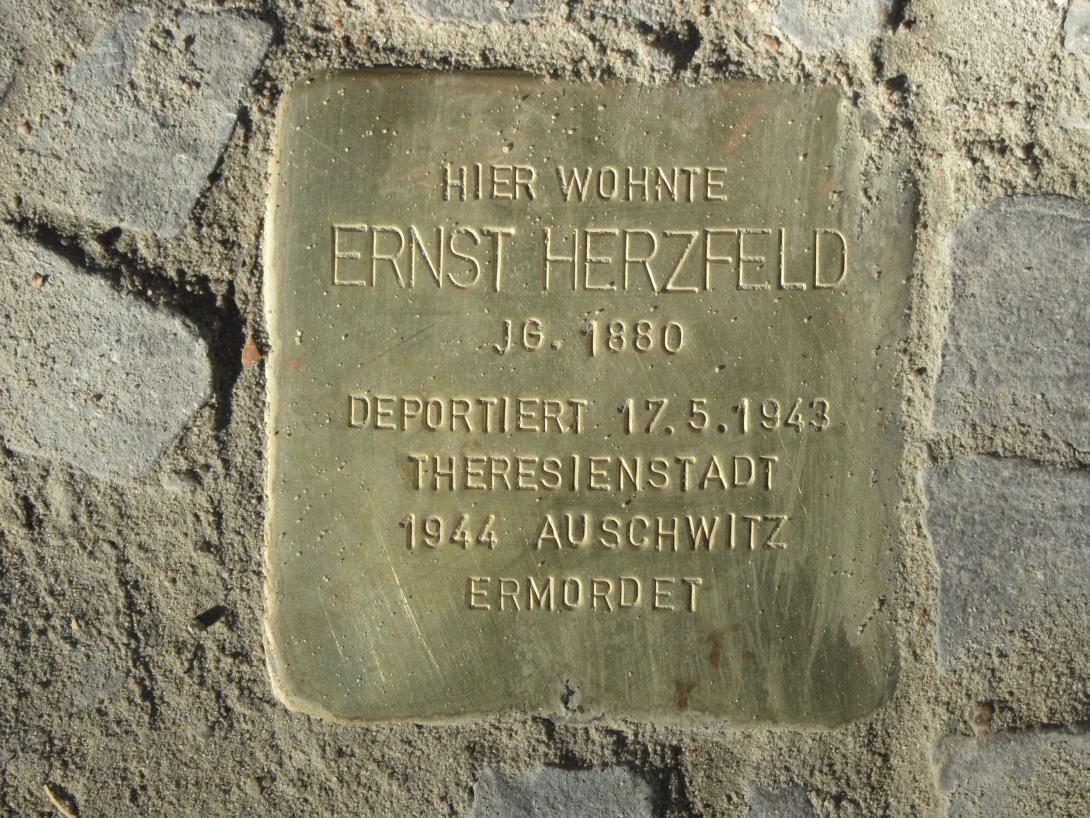 HIER WOHNTE
ERNST HERZFELD
JG. 1880
DEPORTIERT 17.5.1943
THERESIENSTADT
1944 AUSCHWITZ
ERMORDET